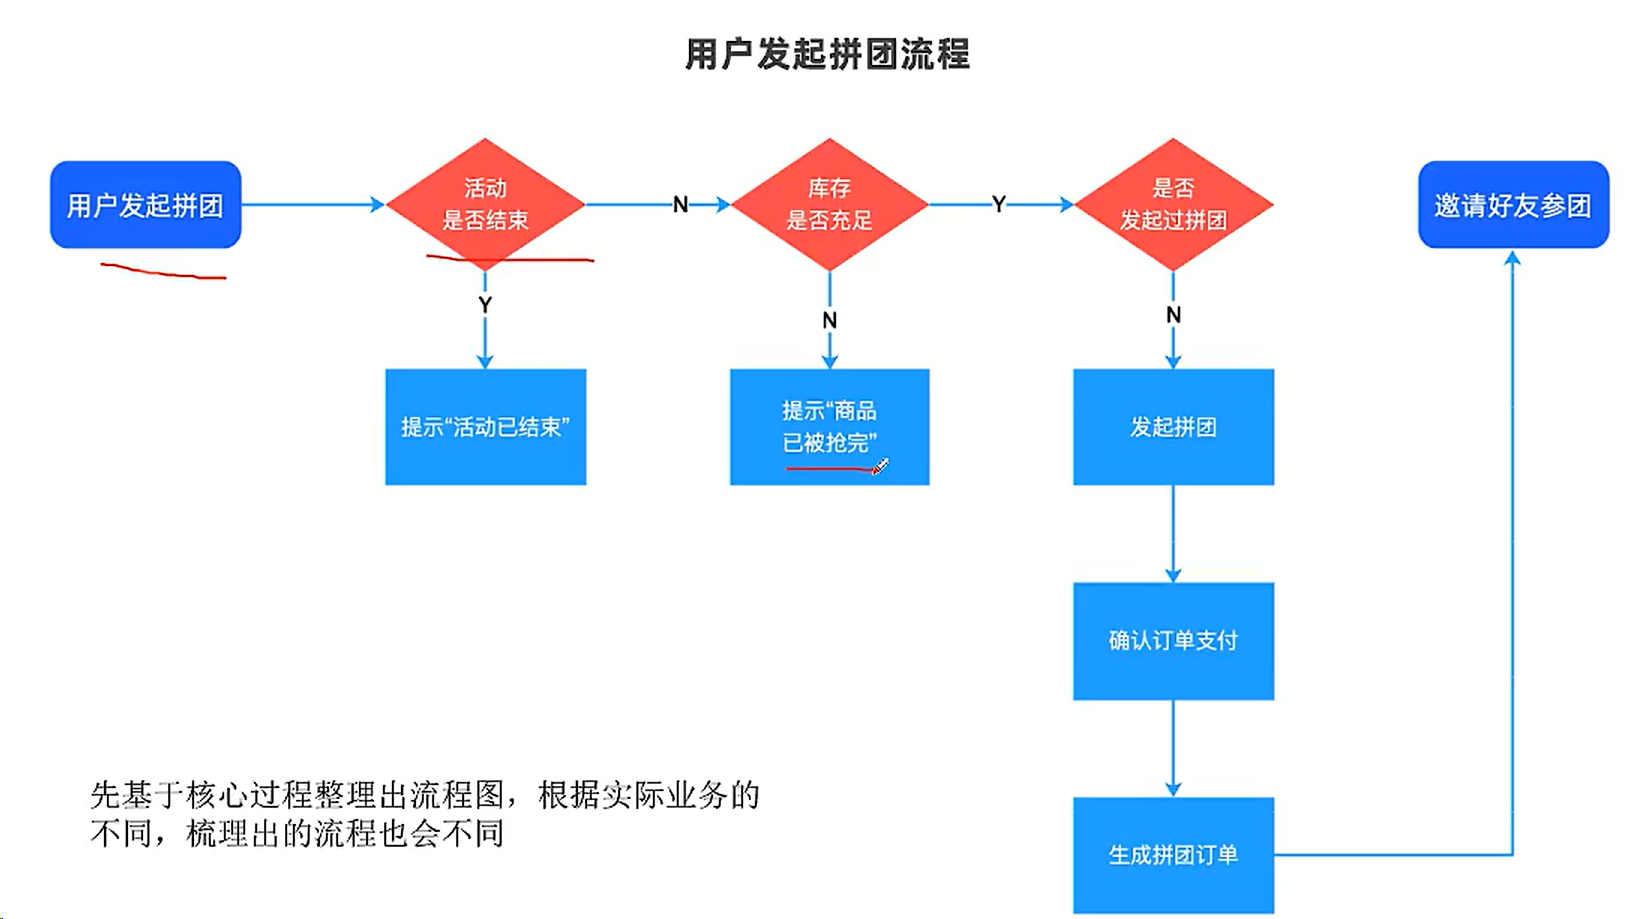 用户发起拼团流程
用户发起拼团
活动
是否结束
N
库存
是否充足
Y
是否
发起过拼团
邀请好友参团
Y
N
N
提示“活动已结束”
提示“商品
已被抢完”
发起拼团
确认订单支付
先基于核心过程整理出流程图，根据实际业务的
不同，梳理出的流程也会不同
生成拼团订单